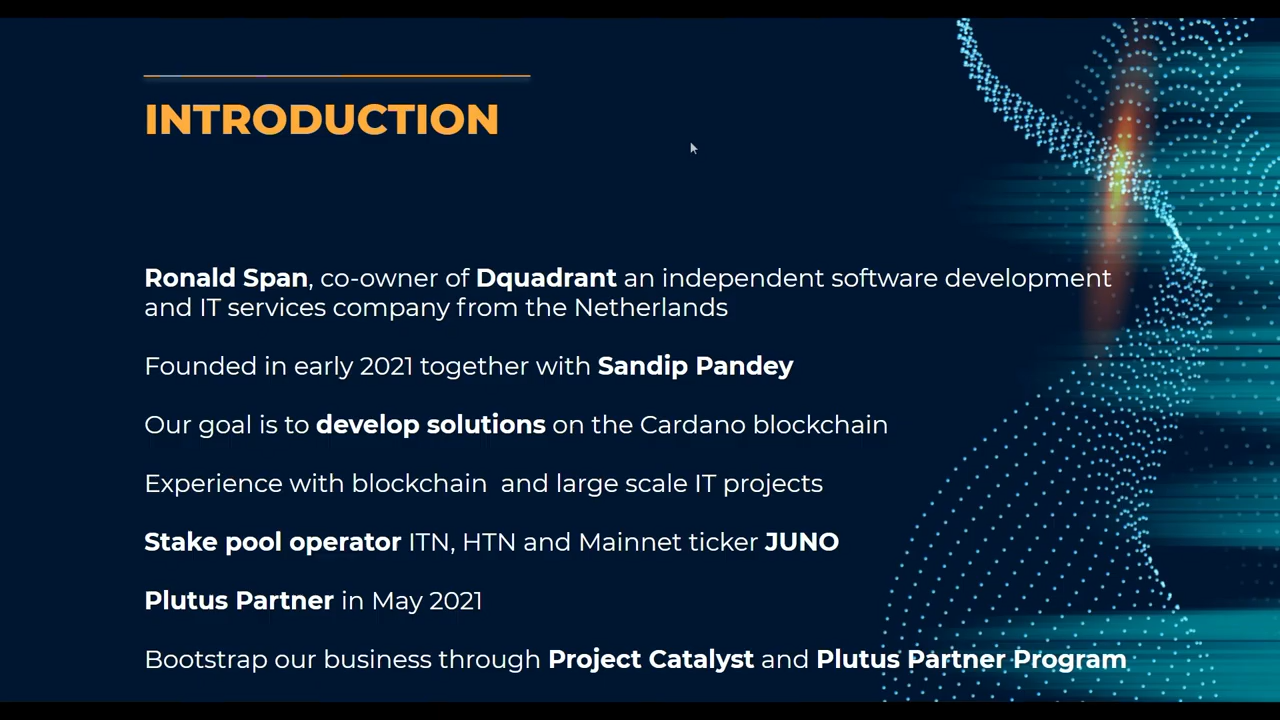 INTRODUCTION
Ronald Span, co-owner of Dquadrant an independent software development
and IT services company from the Netherlands
Founded in early 2021 together with Sandip Pandey
Our goal is to develop solutions on the Cardano blockchain
Experience with blockchain  and large scale IT projects
Stake pool operator ITN, HTN and Mainnet ticker JUNO
Plutus Partner in May 2021
Bootstrap our business through Project Catalyst and Plutus Partner Program